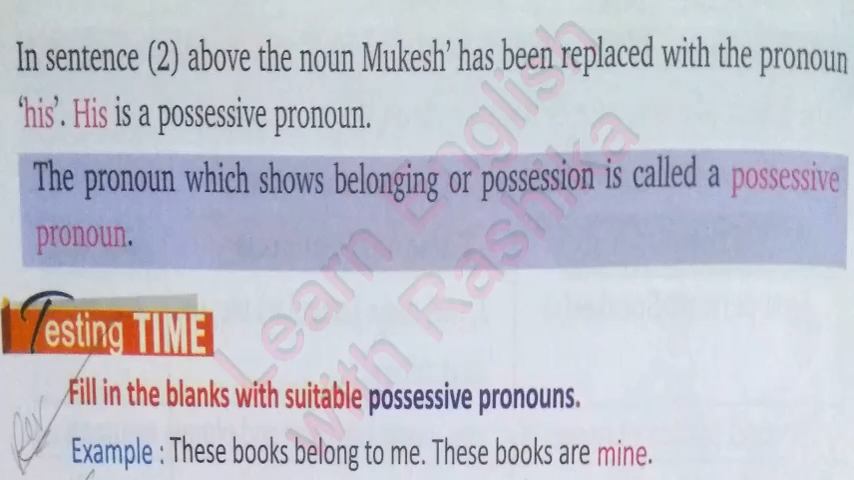 In sentence (2) above the noun Mukesh' has been replaced with the pronoun
'his'. His is a possessive pronoun.
The pronoun which shows belonging or possession is called a possessive
pronoun.
Testing TIME
Fill in the blanks with suitable possessive pronouns.
Example : These books belong to me. These books are mine.
Learn English
with Rashika